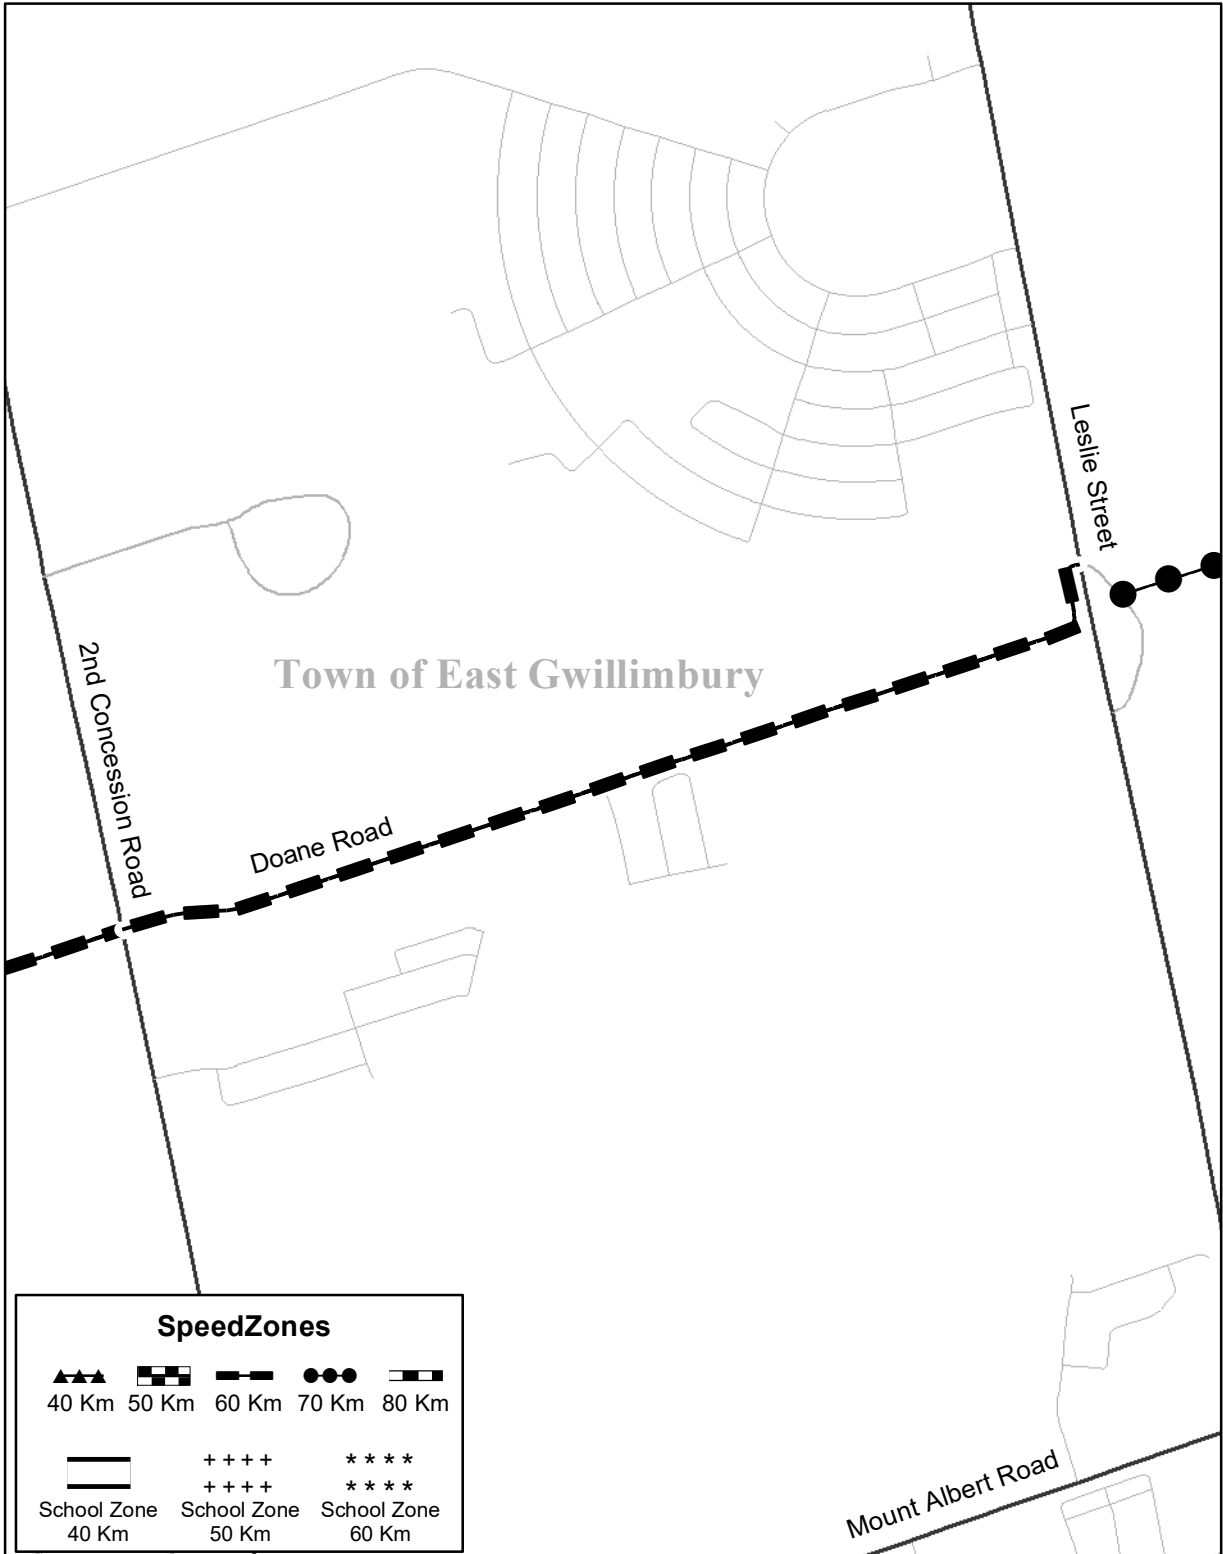 Leslie Street
Town of East Gwillimbury
2nd Concession Road
Doane Road
Mount Albert Road
SpeedZones
40 Km 50 Km 60 Km 70 Km 80 Km
++++ ****
++++ ****
School Zone School Zone School Zone
40 Km 50 Km 60 Km